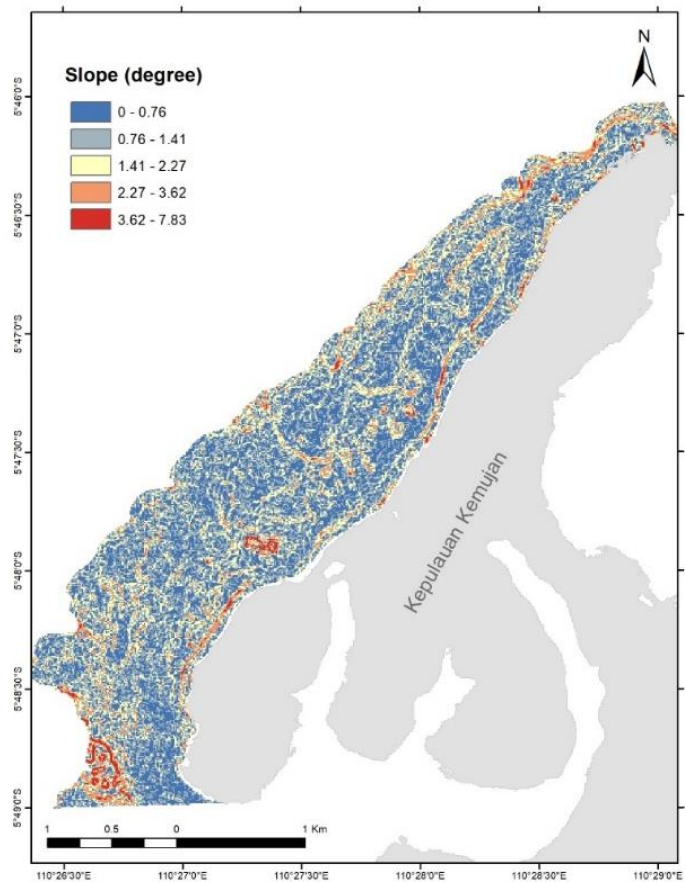 N
Slope (degree)
0 - 0.76
0.76 - 1.41
1.41 - 2.27
2.27 - 3.62
3.62 - 7.83
5°46'0"S
5°46'30"S
5°47'0"S
5°47'30"S
5°48'0"S
5°48'30"S
5°49'0"S
Kepulauan Kemujan
1 0.5 0 1 Km
110°26'30"E 110°27'0"E 110°27'30"E 110°28'0"E 110°28'30"E 110°29'0"E